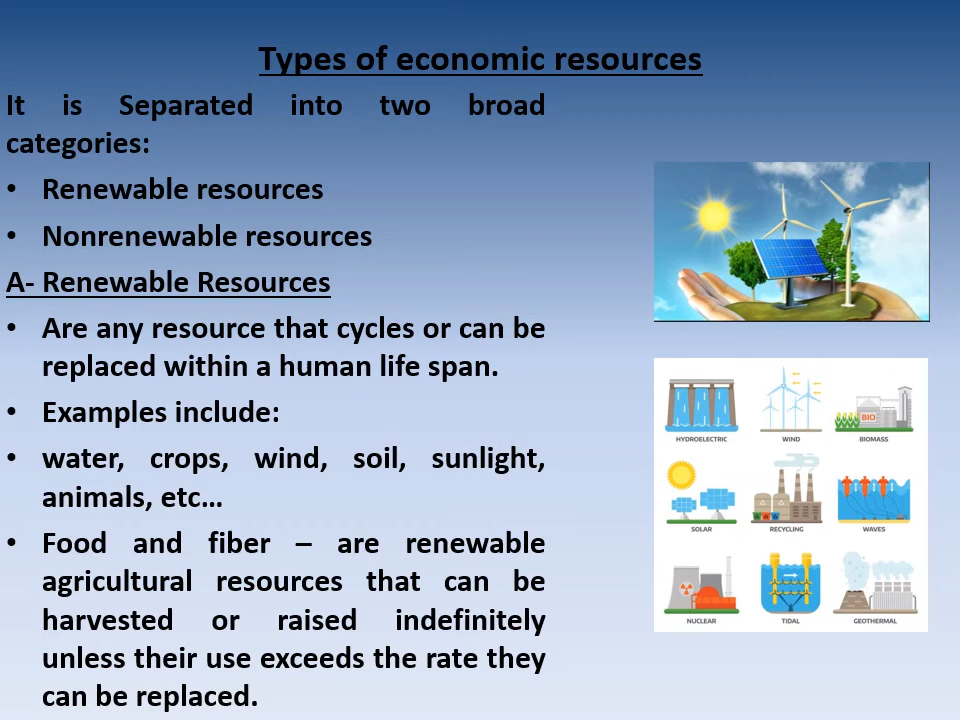 Types of economic resources
It is Separated into two broad
categories:
• Renewable resources
• Nonrenewable resources
A- Renewable Resources
• Are any resource that cycles or can be
replaced within a human life span.
• Examples include:
• water, crops, wind, soil, sunlight,
animals, etc…
• Food and fiber – are renewable
agricultural resources that can be
harvested or raised indefinitely
unless their use exceeds the rate they
can be replaced.
BIO
HYDROELECTRIC WIND BIOMASS
SOLAR RECYCLING WAVES
NUCLEAR TIDAL GEOTHERMAL